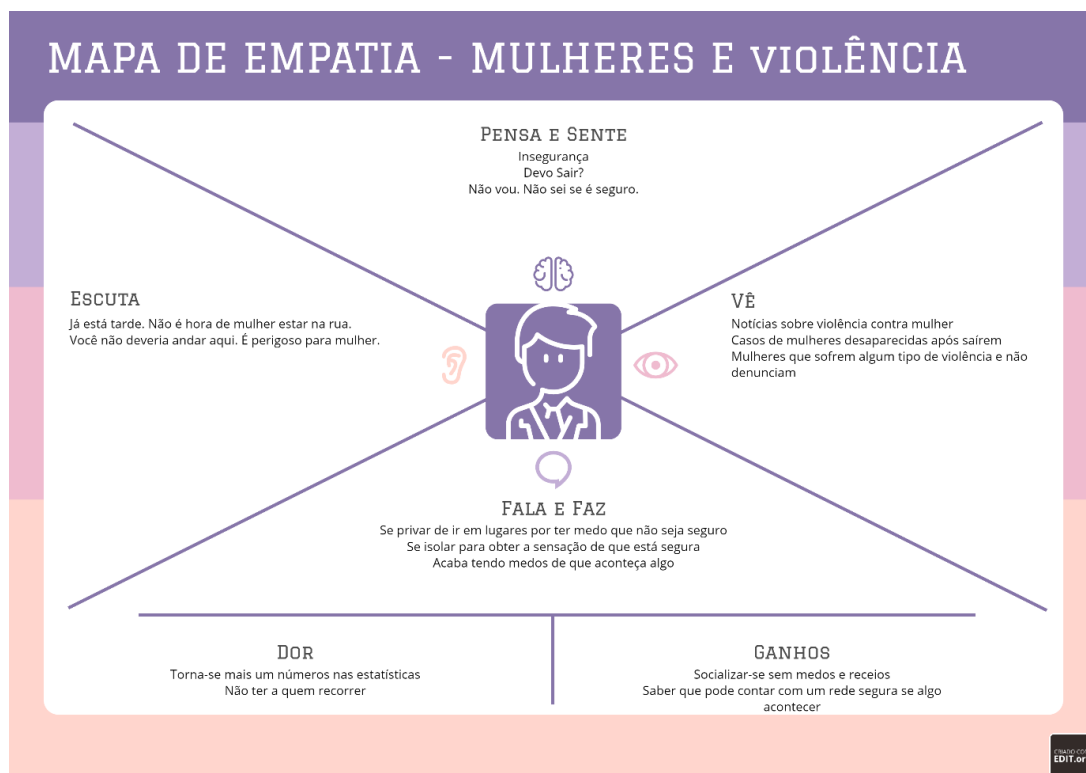 MAPA DE EMPATIA - MULHERES E VIOLÊNCIA
PENSA E SENTE
Insegurança
Devo Sair?
Não vou. Não sei se é seguro.
ESCUTA
Já está tarde. Não é hora de mulher estar na rua.
Você não deveria andar aqui. É perigoso para mulher.
VÊ
Notícias sobre violência contra mulher
Casos de mulheres desaparecidas após saírem
Mulheres que sofrem algum tipo de violência e não
denunciam
FALA E FAZ
Se privar de ir em lugares por ter medo que não seja seguro
Se isolar para obter a sensação de que está segura
Acaba tendo medos de que aconteça algo
DOR
Torna-se mais um números nas estatísticas
Não ter a quem recorrer
GANHOS
Socializar-se sem medos e receios
Saber que pode contar com um rede segura se algo
acontecer
CRIADO CO
EDIT.or